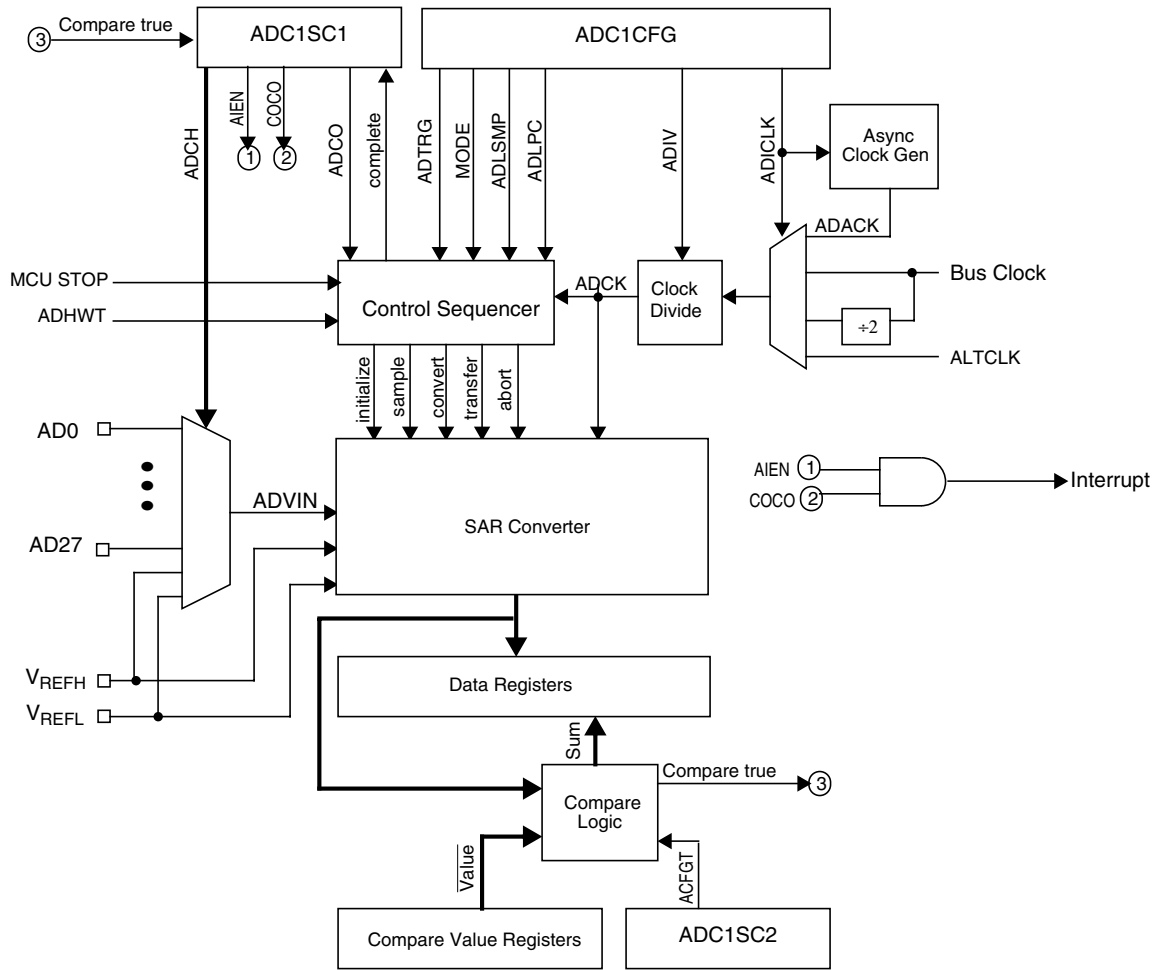 3 Compare true
ADC1SC1
ADC1CFG
ADCH
AIEN
COCO
1
2
ADCO
complete
ADTRG
MODE
ADLSMP
ADLPC
ADIV
ADICLK
Async
Clock Gen
ADACK
MCU STOP
ADHWT
Control Sequencer
ADCK
Clock
Divide
Bus Clock
÷2
ALTCLK
initialize
sample
convert
transfer
abort
AD0
AD27
ADVIN
SAR Converter
AIEN 1
COCO 2
Interrupt
VREFH
VREFL
Data Registers
Sum
Compare true 3
Compare
Logic
Value
ACFGT
Compare Value Registers
ADC1SC2